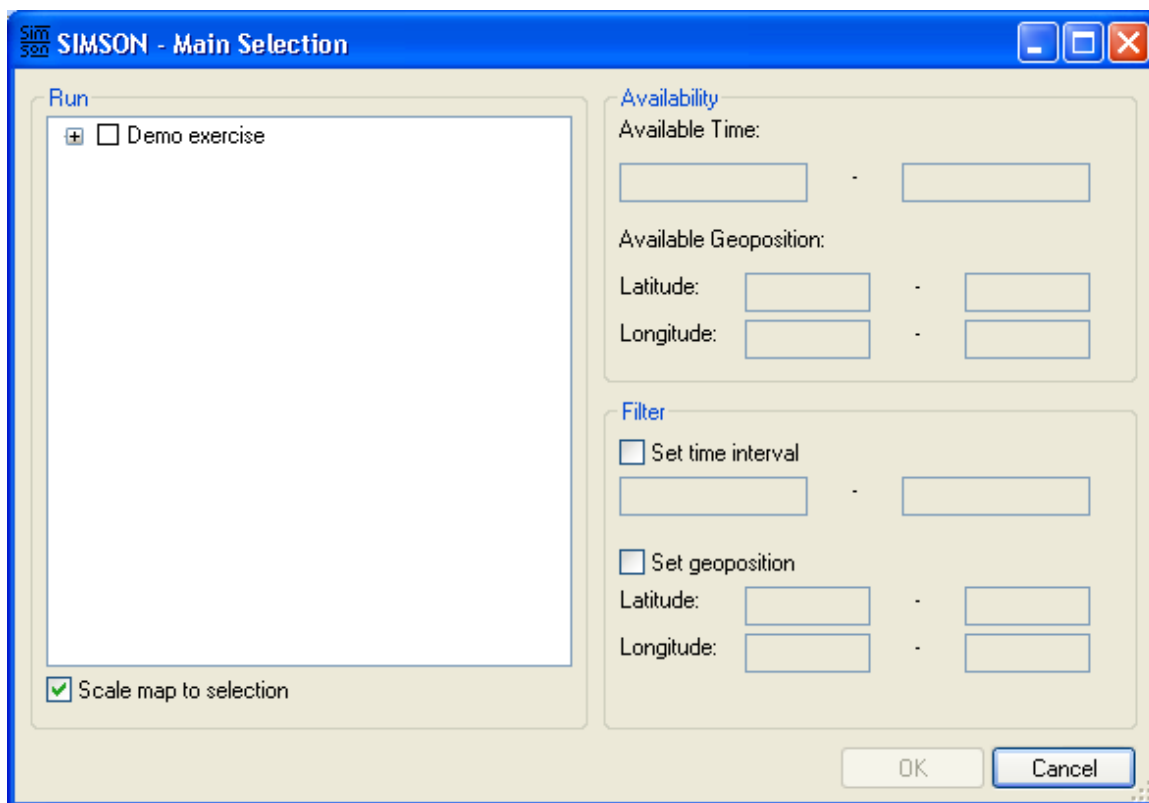 Sim
son
SIMSON - Main Selection
Run
Demo exercise
Scale map to selection
Availability
Available Time:
-
Available Geoposition:
Latitude: -
Longitude: -
Filter
Set time interval
-
Set geoposition
Latitude: -
Longitude: -
OK Cancel